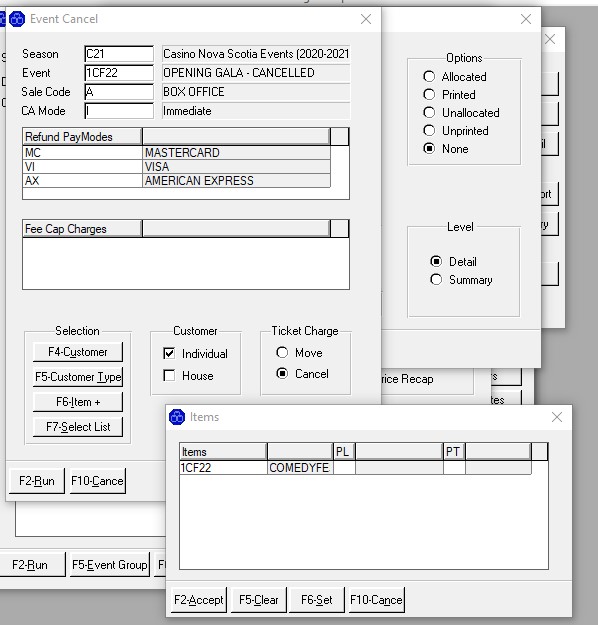 Event Cancel
Season C21 Casino Nova Scotia Events (2020-2021
Event 1CF22 OPENING GALA - CANCELLED
Sale Code A BOX OFFICE
CA Mode I Immediate
Refund PayModes
MC MASTERCARD
VI VISA
AX AMERICAN EXPRESS
Fee Cap Charges
Selection
F4-Customer
F5-Customer Type
F6-Item +
F7-Select List
Customer
Individual
House
Ticket Charge
Move
Cancel
F2-Run F10-Cance
Options
Allocated
Printed
Unallocated
Unprinted
None
Level
Detail
Summary
rice Recap
F2-Run F5-Event Group
Items
Items PL PT
1CF22 COMEDYFE
F2-Accept F5-Clear F6-Set F10-Cance